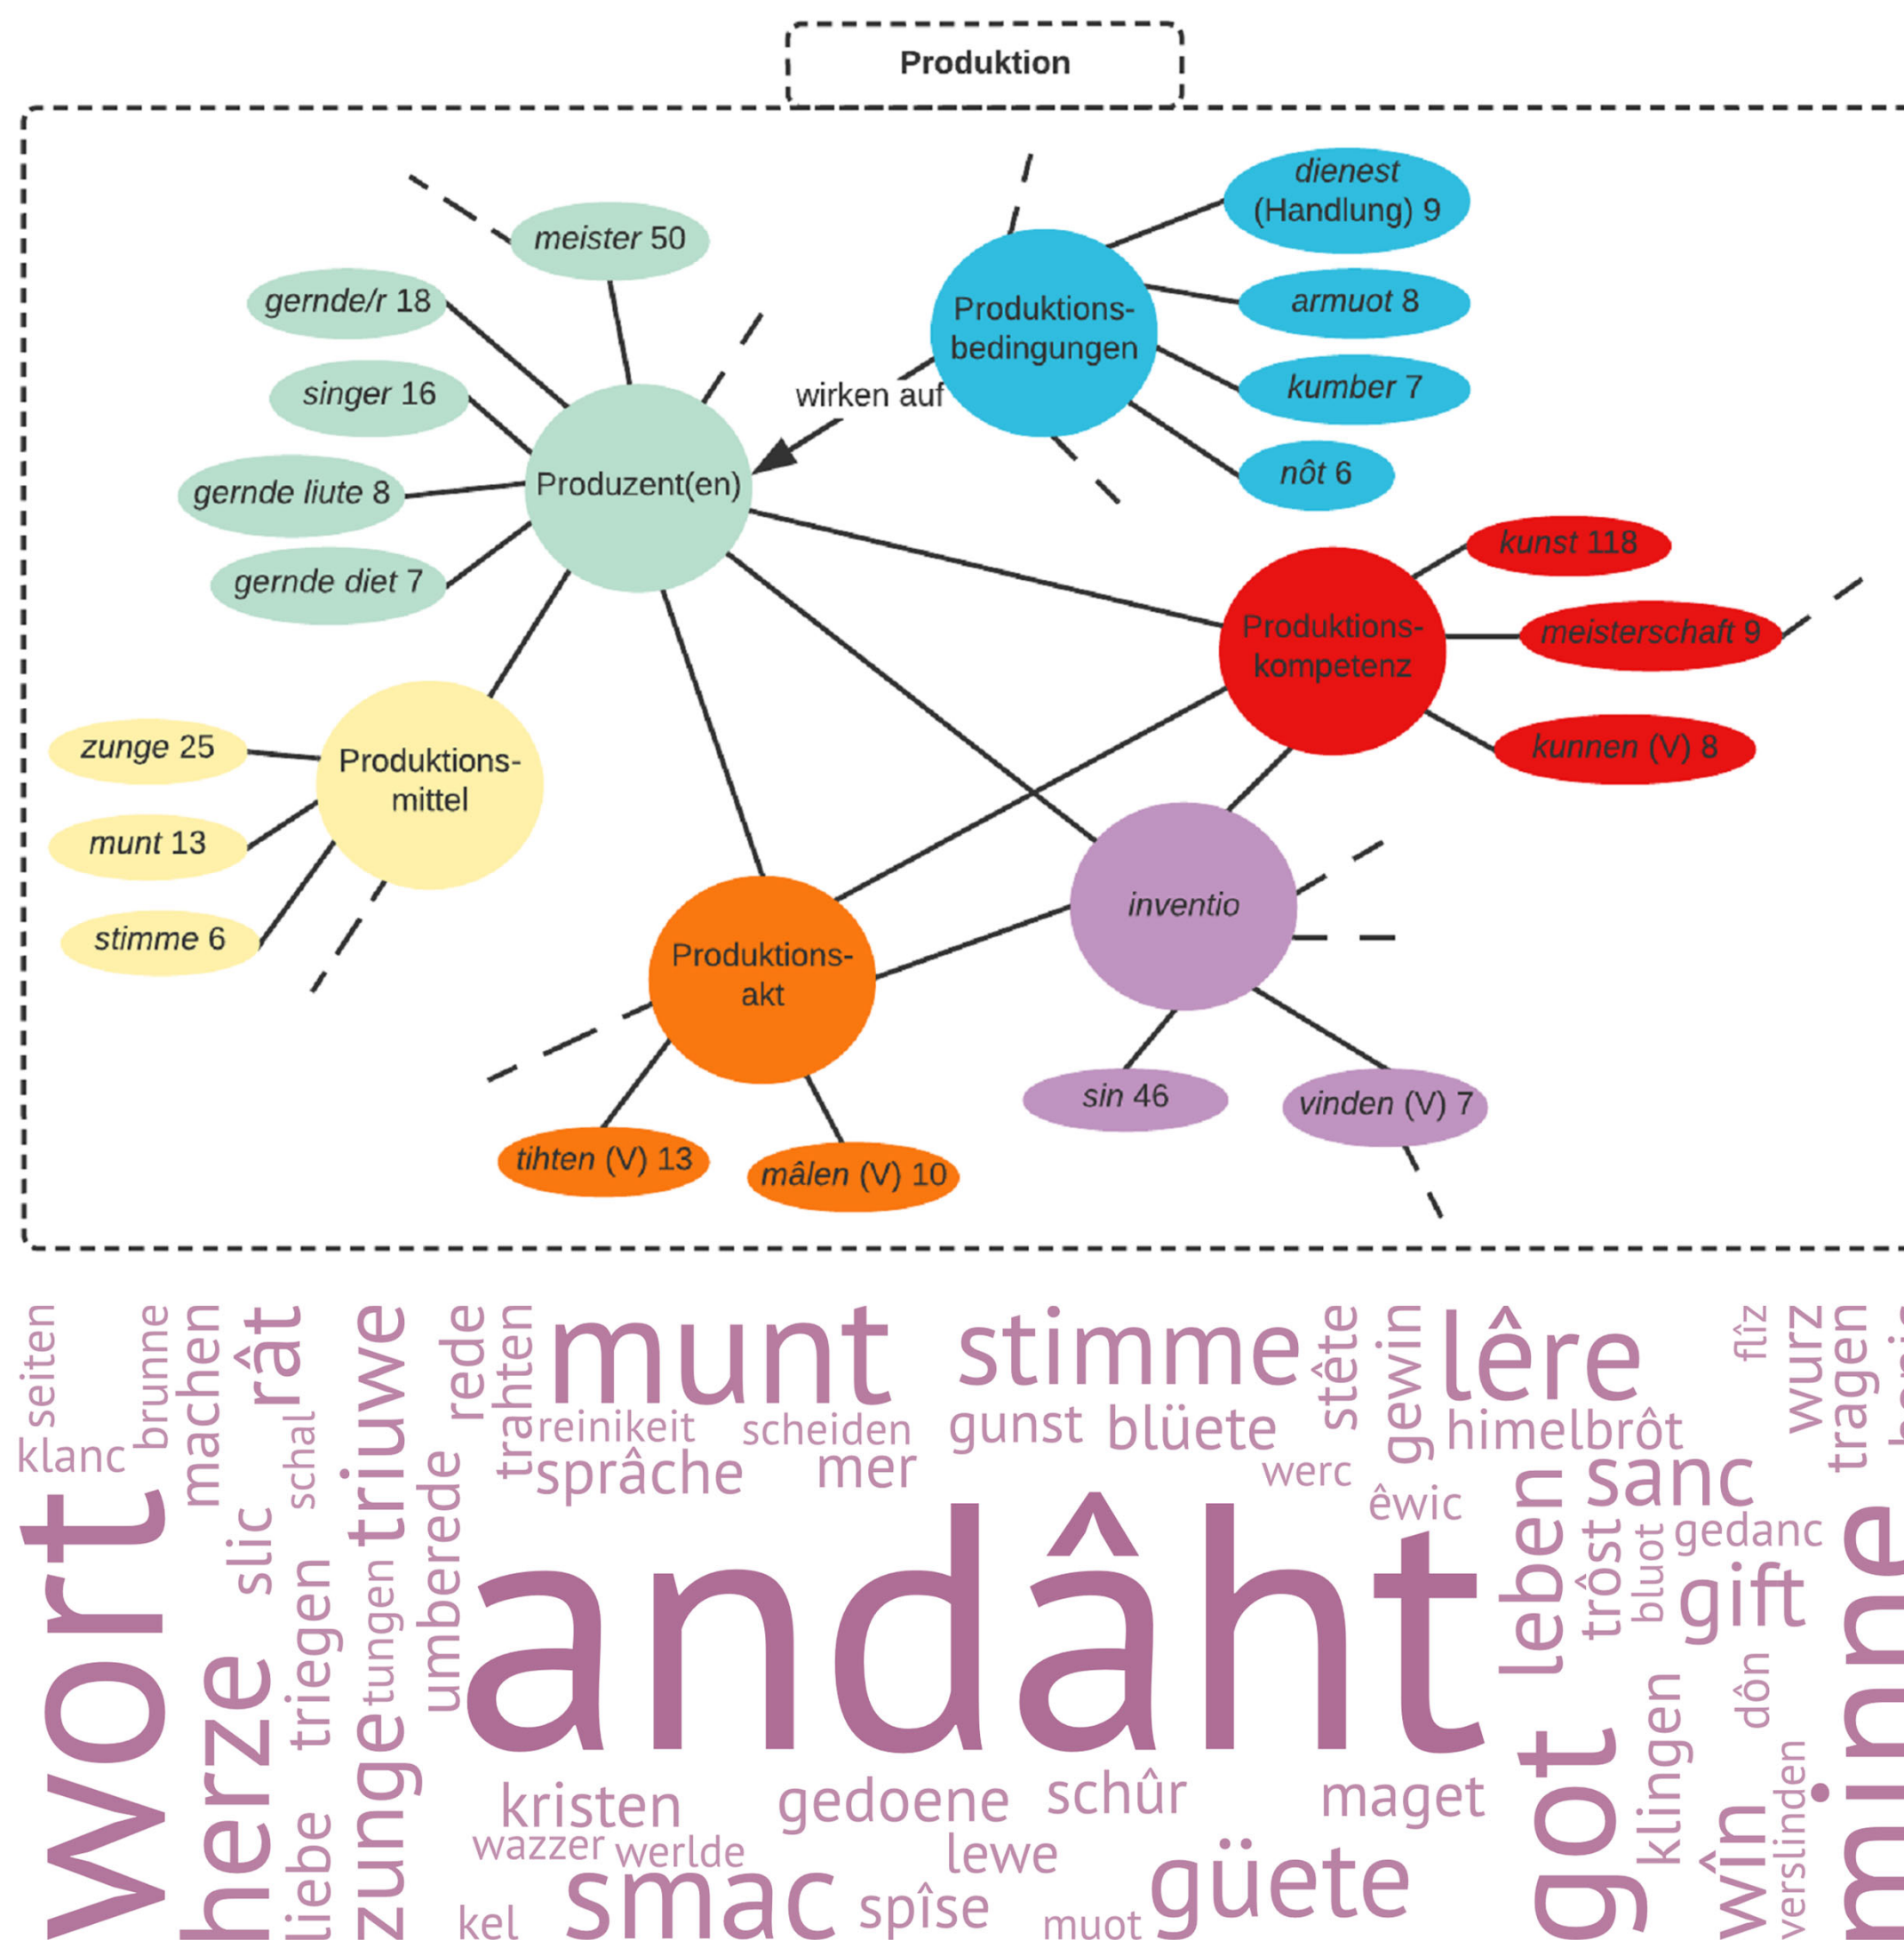 Produktion
dienest
(Handlung) 9
meister 50
gernde/r 18
armuot 8
Produktions-
bedingungen
singer 16
wirken auf
kumber 7
nôt 6
gernde liute 8
Produzent(en)
gernde diet 7
kunst 118
meisterschaft 9
Produktions-
kompetenz
kunnen (V) 8
zunge 25
Produktions-
mittel
munt 13
stimme 6
inventio
Produktions-
akt
sin 46
vinden (V) 7
tihten (V) 13
mâlen (V) 10
seiten
brunne
machen
rât
triuwe
rede
trahten
munt
stimme
stête
gewin
lêre
flîz
wurz
tragen
klanc
schal
reinikeit
scheiden
gunst
blüete
himelbrôt
sprâche
mer
werc
êwic
sanc
wort
slic
umberede
andâht
leben
trôst
bluot
gedanc
gift
minne
herze
triegen
tungen
zunge
liebe
got
klingen
dôn
wîn
verslinden
kristen
gedoene
schûr
maget
wazzer
werlde
lewe
smac
spîse
güete
kel
muot